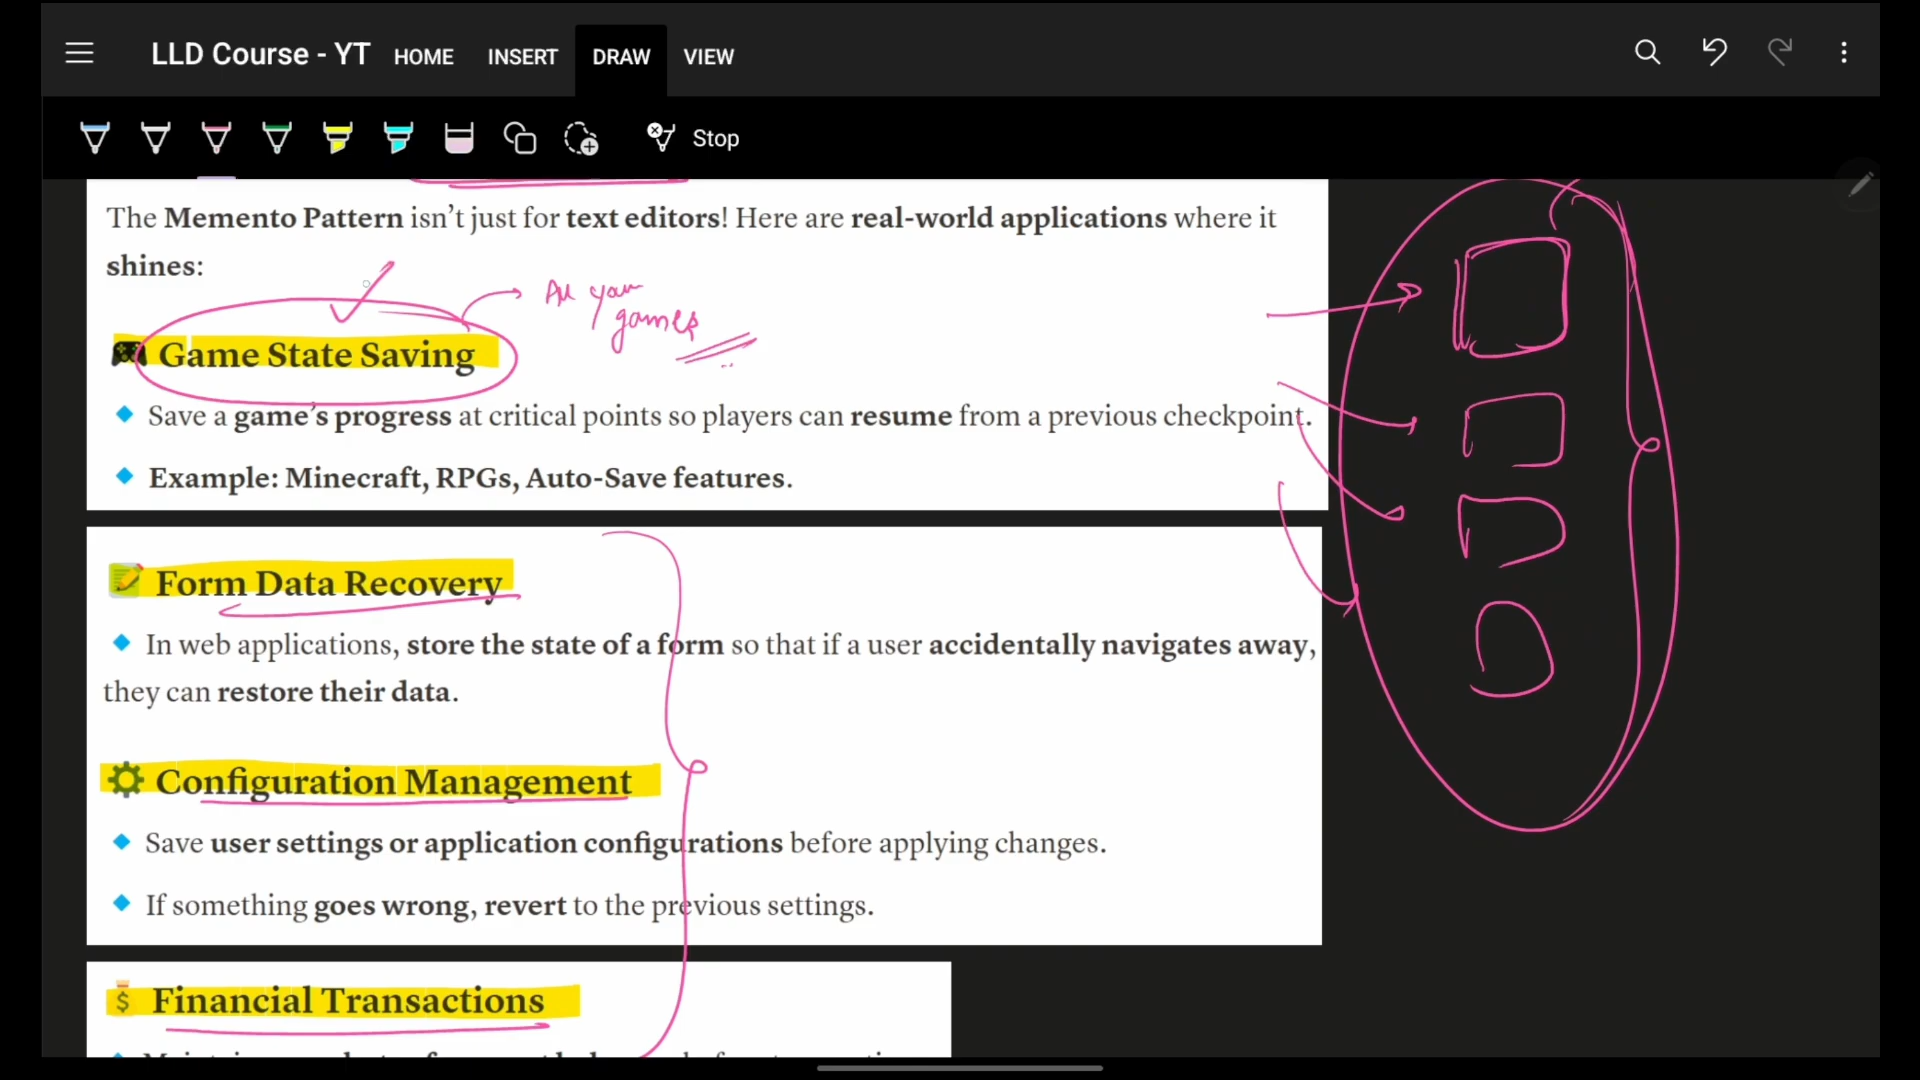 LLD Course - YT HOME INSERT DRAW VIEW
Stop
The Memento Pattern isn't just for text editors! Here are real-world applications where it
shines:
All your
games
Game State Saving
Save a game's progress at critical points so players can resume from a previous checkpoint.
Example: Minecraft, RPGs, Auto-Save features.
Form Data Recovery
In web applications, store the state of a form so that if a user accidentally navigates away,
they can restore their data.
Configuration Management
Save user settings or application configurations before applying changes.
If something goes wrong, revert to the previous settings.
Financial Transactions